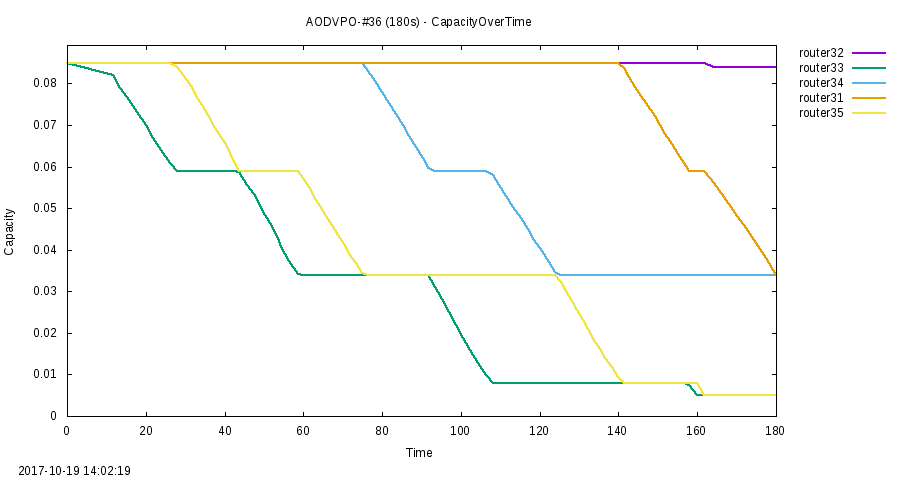 AODVPO-#36 (180s) - CapacityOverTime
router32
router33
router34
router31
router35
0.08
0.07
0.06
0.05
0.04
0.03
0.02
0.01
0
Capacity
0 20 40 60 80 100 120 140 160 180
Time
2017-10-19 14:02:19